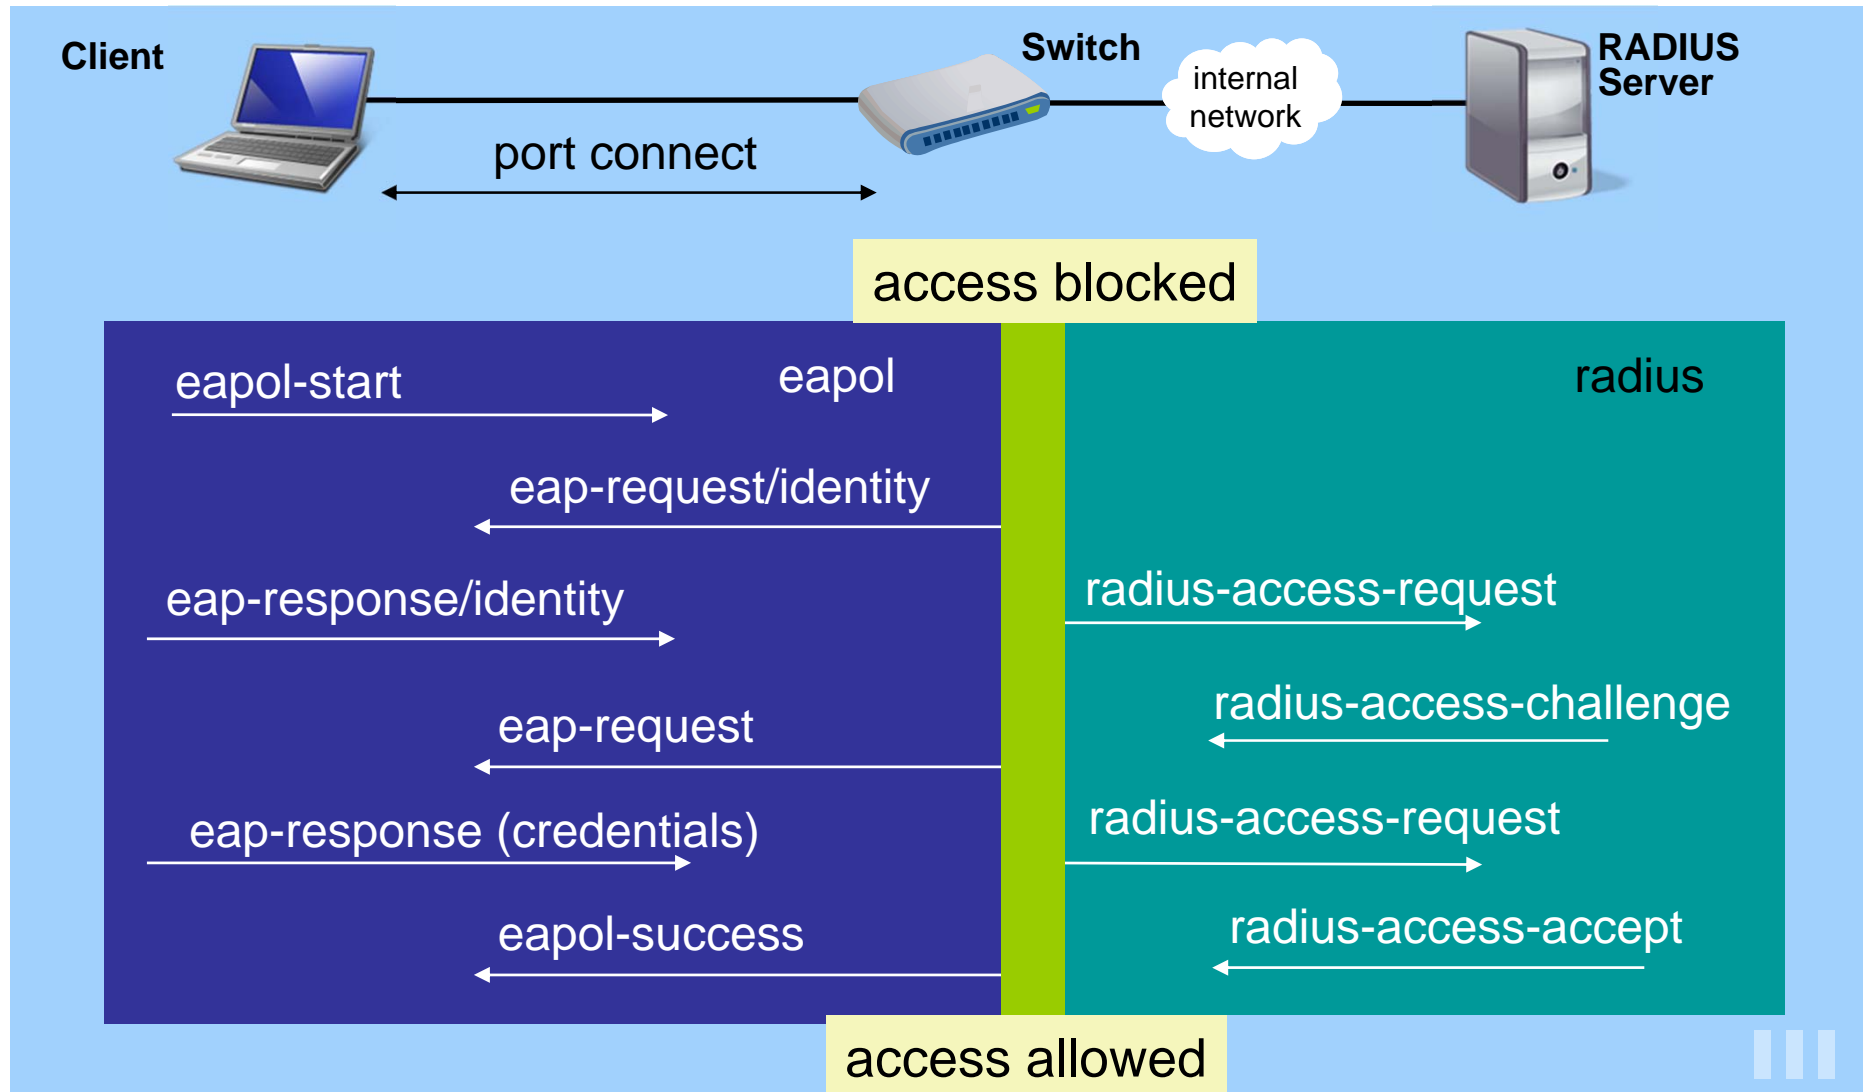 Client
Switch
RADIUS
Server
internal
network
port connect
access blocked
eapol-start
eapol
radius
eap-request/identity
eap-response/identity
radius-access-request
radius-access-challenge
eap-request
radius-access-request
eap-response (credentials)
radius-access-accept
eapol-success
access allowed